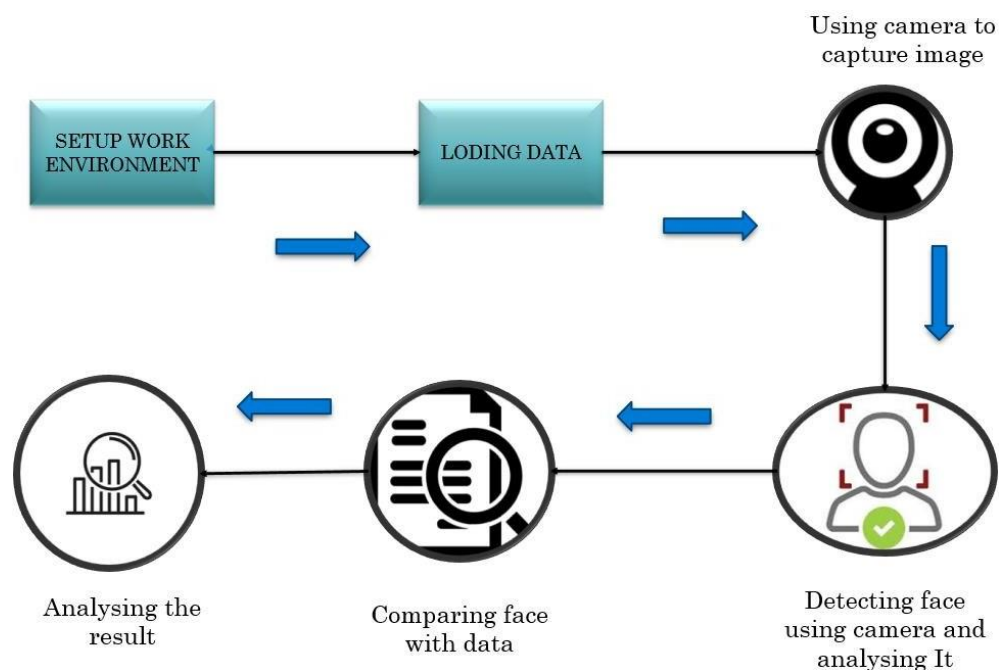 Using camera to
capture image
SETUP WORK
ENVIRONMENT
LODING DATA
Detecting face
using camera and
analysing It
Comparing face
with data
Analysing the
result